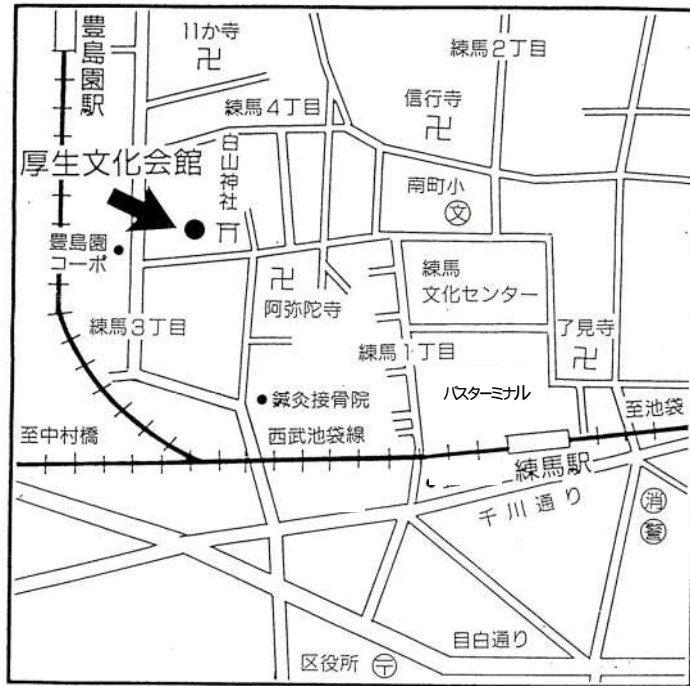 豊島園駅
11か寺
練馬2丁目
練馬4丁目
信行寺
厚生文化会館
白山神社
南町小
文
豊島園
コーポ
練馬
文化センター
阿弥陀寺
練馬3丁目
練馬1丁目
了見寺
鍼灸接骨院
バスターミナル
至池袋
至中村橋
西武池袋線
練馬駅
千川通り
消
警
目白通り
区役所
〒